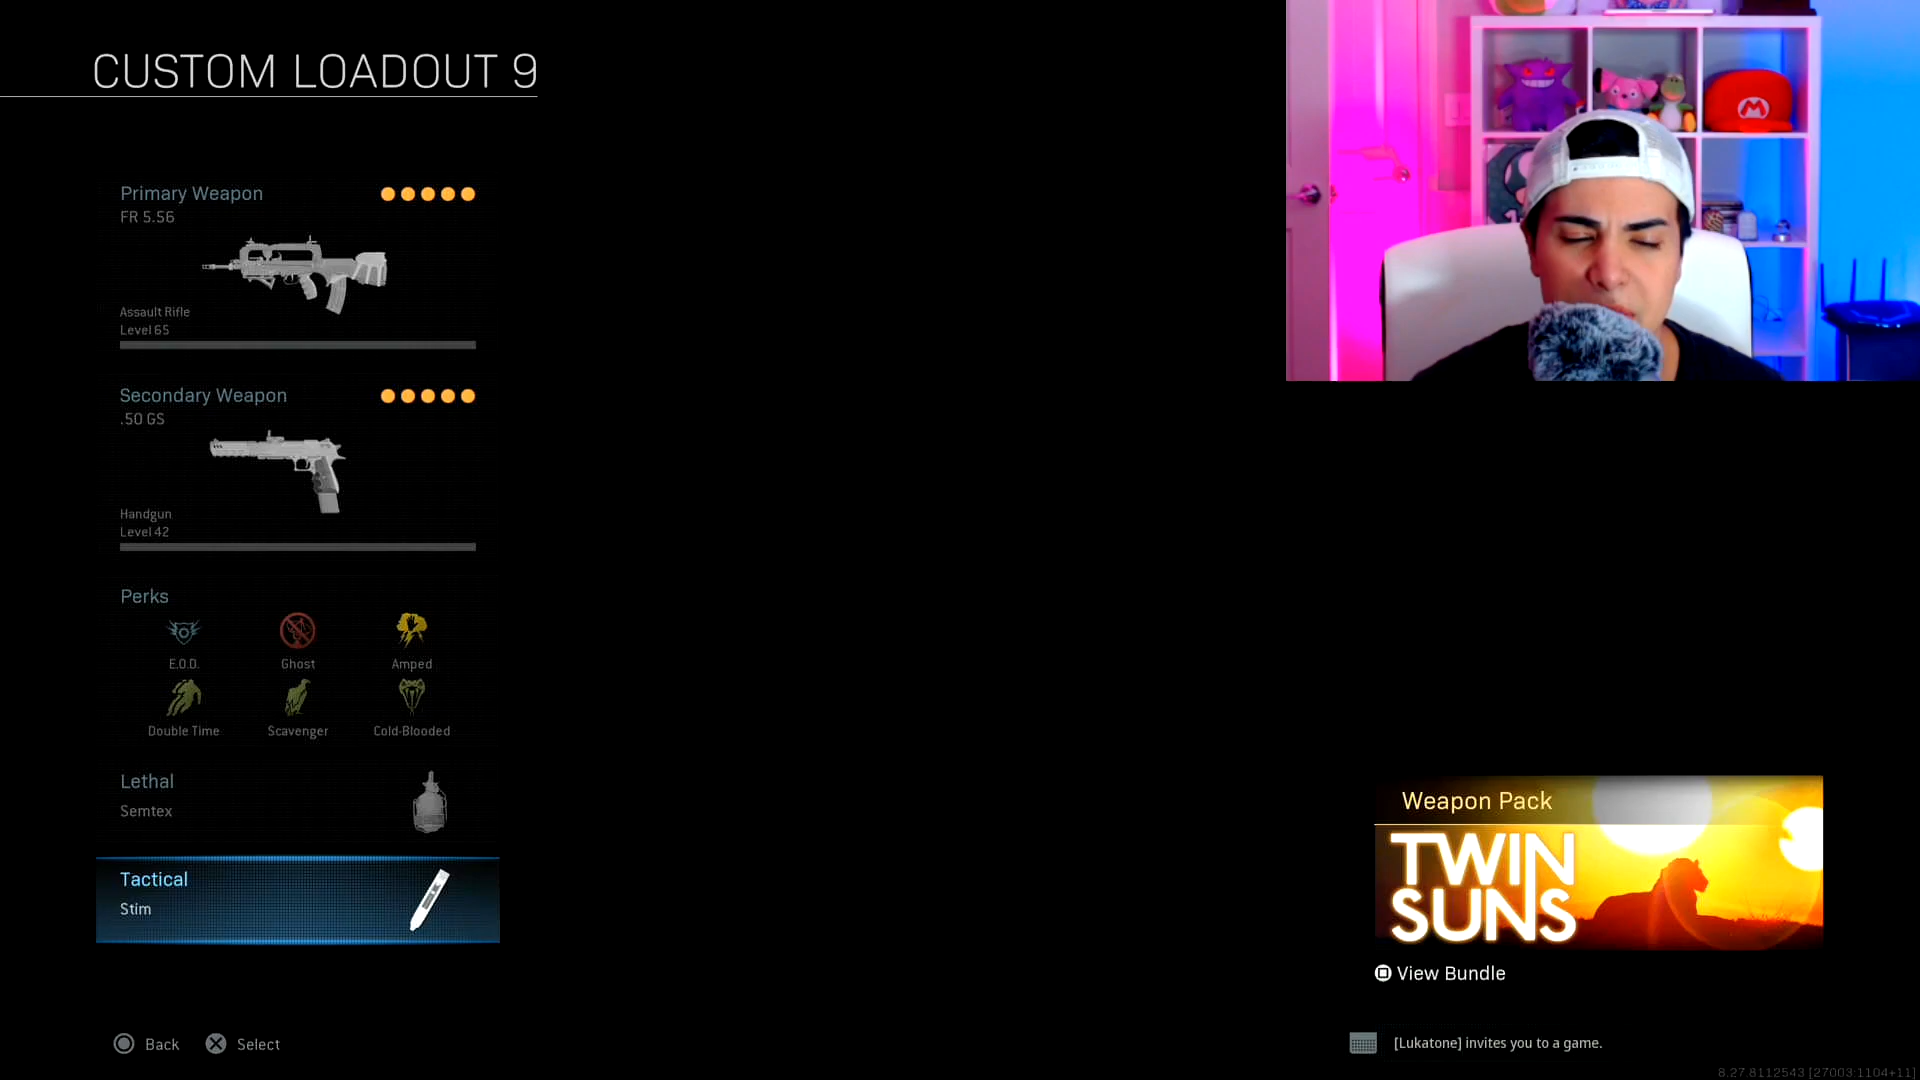 CUSTOM LOADOUT 9
Primary Weapon
FR 5.56
Assault Rifle
Level 65
Secondary Weapon
.50 GS
Handgun
Level 42
Perks
E.O.D.
Ghost
Amped
Double Time
Scavenger
Cold-Blooded
Lethal
Semtex
Tactical
Stim
Weapon Pack
TWIN
SUNS
View Bundle
Back
Select
[Lukatone] invites you to a game.
8.27.8112543 [27003:1104+11]